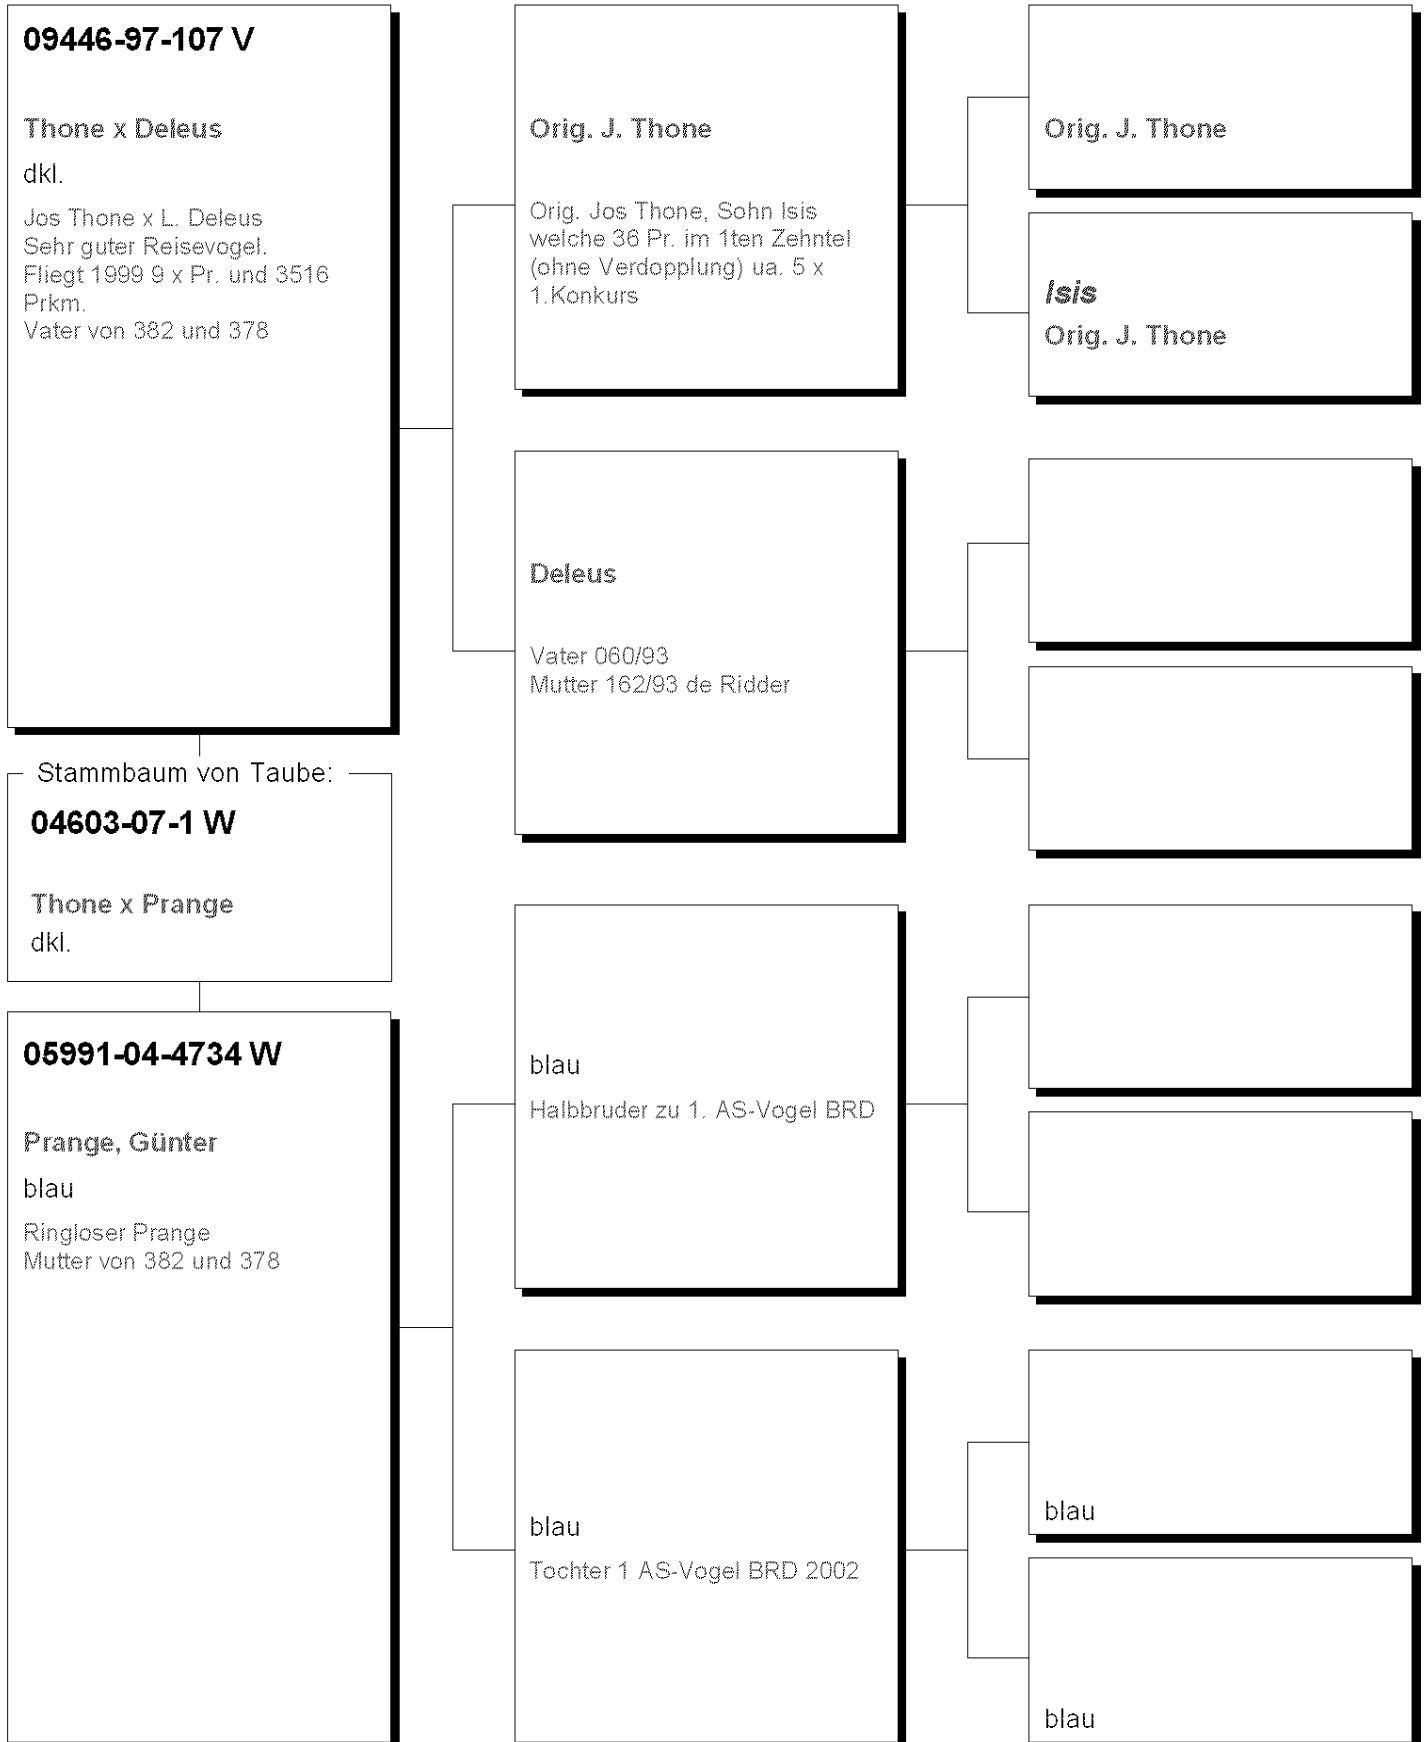 09446-97-107 V
Thone x Deleus
dkl.
Jos Thone x L. Deleus
Sehr guter Reisevogel.
Fliegt 1999 9 x Pr. und 3516
Prkm.
Vater von 382 und 378
Stammbaum von Taube:
04603-07-1 W
Thone x Prange
dkl.
05991-04-4734 W
Prange, Günter
blau
Ringloser Prange
Mutter von 382 und 378
Orig. J. Thone
Orig. Jos Thone, Sohn Isis
welche 36 Pr. im 1ten Zehntel
(ohne Verdopplung) ua. 5 x
1.Konkurs
Deleus
Vater 060/93
Mutter 162/93 de Ridder
blau
Halbbruder zu 1. AS-Vogel BRD
blau
Tochter 1 AS-Vogel BRD 2002
Orig. J. Thone
Isis
Orig. J. Thone
blau
blau